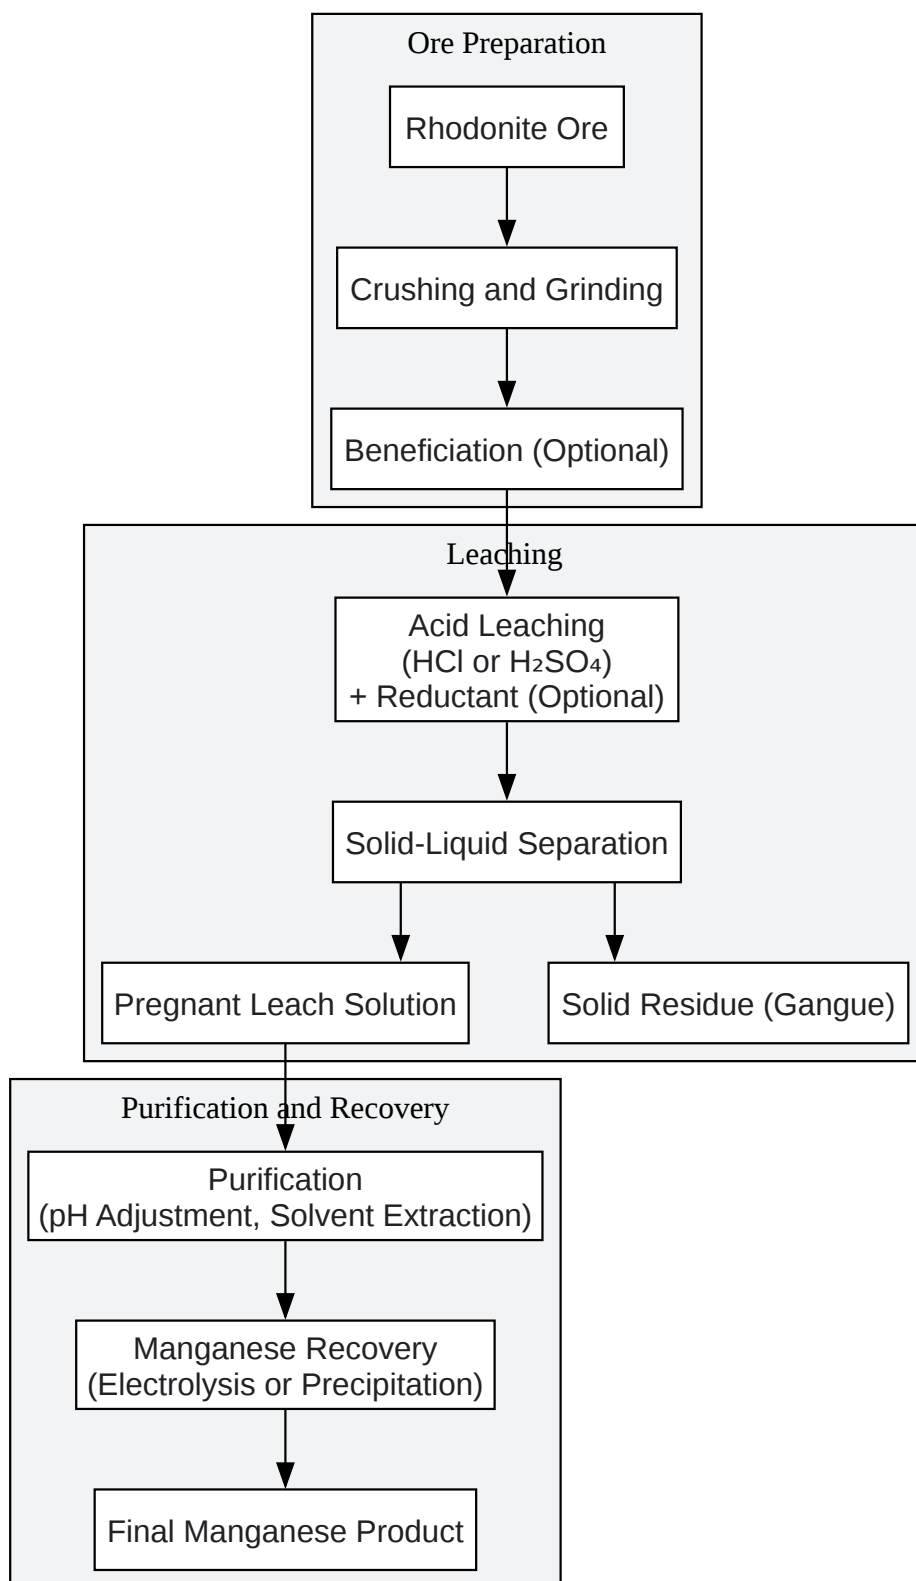 Ore Preparation
Rhodonite Ore
Crushing and Grinding
Beneficiation (Optional)
Leaching
Acid Leaching
(HCl or H₂SO₄)
+ Reductant (Optional)
Solid-Liquid Separation
Pregnant Leach Solution
Solid Residue (Gangue)
Purification and Recovery
Purification
(pH Adjustment, Solvent Extraction)
Manganese Recovery
(Electrolysis or Precipitation)
Final Manganese Product